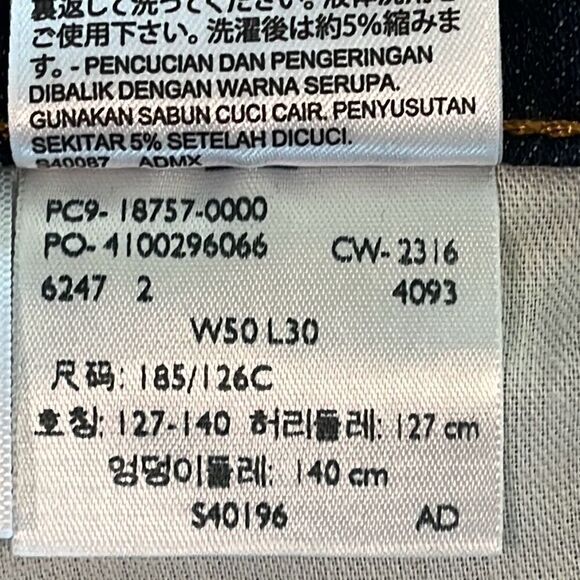 裏返して洗ってください。液体洗剤を
ご使用下さい。洗濯後は約5%縮みま
す。- PENCUCIAN DAN PENGERINGAN
DIBALIK DENGAN WARNA SERUPA.
GUNAKAN SABUN CUCI CAIR. PENYUSUTAN
SEKITAR 5% SETELAH DICUCI.
S40087 ADMX
PC9- 18757-0000
PO- 4100296066 CW- 2316
6247 2 4093
W50 L30
尺码: 185/126C
호칭: 127-140 허리둘레: 127 cm
엉덩이둘레: 140 cm
S40196 AD